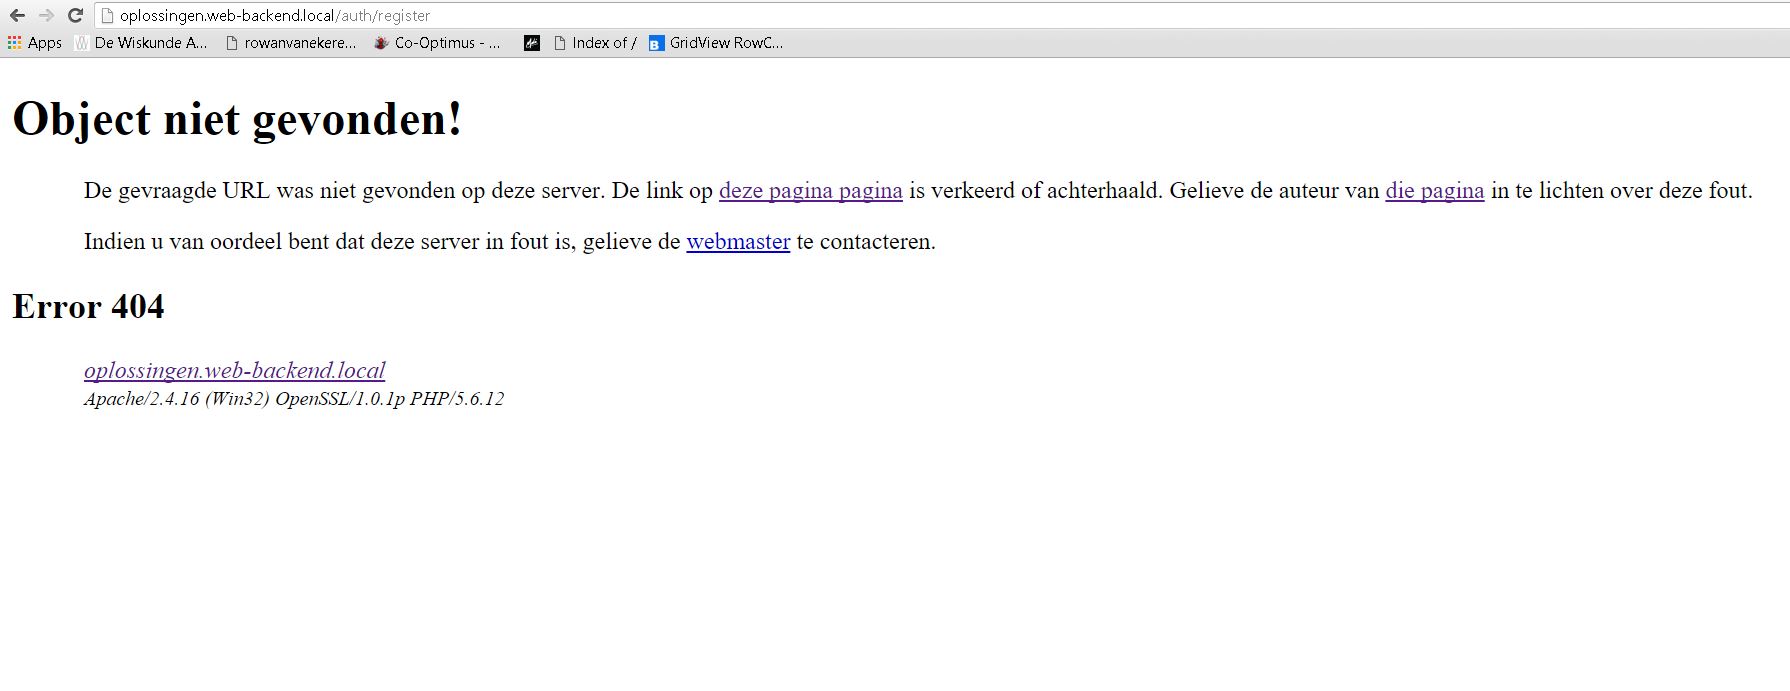 oplossingen.web-backend.local/auth/register
Apps De Wiskunde A... rowanvanekere... Co-Optimus - ... Index of / GridView RowC...
Object niet gevonden!
De gevraagde URL was niet gevonden op deze server. De link op deze pagina pagina is verkeerd of achterhaald. Gelieve de auteur van die pagina in te lichten over deze fout.
Indien u van oordeel bent dat deze server in fout is, gelieve de webmaster te contacteren.
Error 404
oplossingen.web-backend.local
Apache/2.4.16 (Win32) OpenSSL/1.0.1p PHP/5.6.12